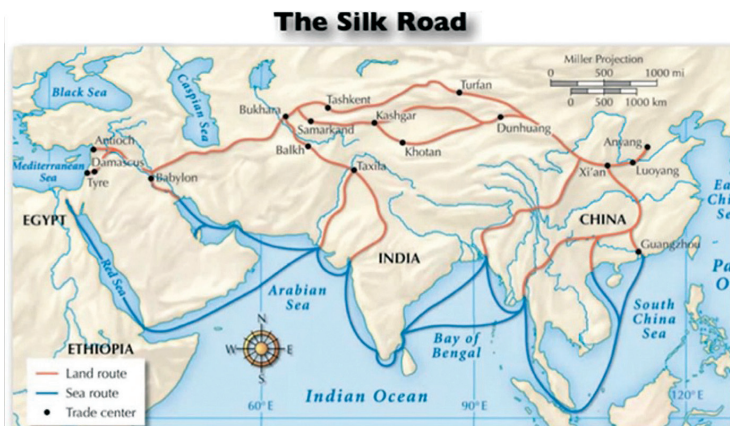 The Silk Road
Miller Projection
0 500 1000 mi
0 500 1000 km
Black Sea
Caspian Sea
Turfan
Tashkent
Bukhara
Kashgar
Samarkand
Dunhuang
Anyang
Antioch
Balkh
Khotan
Mediterranean
Sea
Damascus
Taxila
Xi'an
Luoyang
Tyre
Babylon
EGYPT
CHINA
INDIA
Guangzhou
Red Sea
Arabian
Sea
South
China
Sea
ETHIOPIA
Bay of
Bengal
N
W E
S
Land route
Sea route
Trade center
Indian Ocean
60°E
90°E
120°E